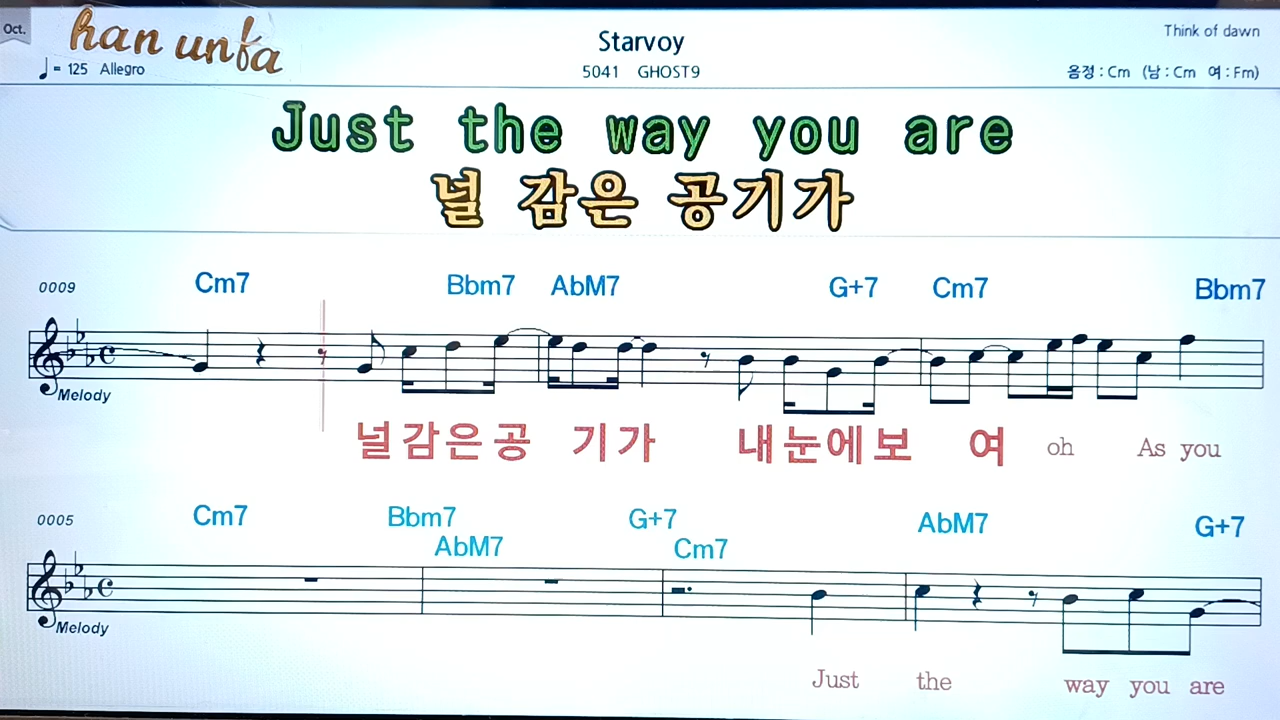 Oct.
han unfa
Starvoy
Think of dawn
♩= 125 Allegro
5041 GHOST9
음정 : Cm (남 : Cm 여 : Fm)
Just the way you are
널 감은 공기가
0009 Cm7 Bbm7 AbM7 G+7 Cm7 Bbm7
Melody
널감은공 기가 내눈에보 여 oh As you
0005 Cm7 Bbm7 AbM7 G+7 Cm7 AbM7 G+7
Melody
Just the way you are